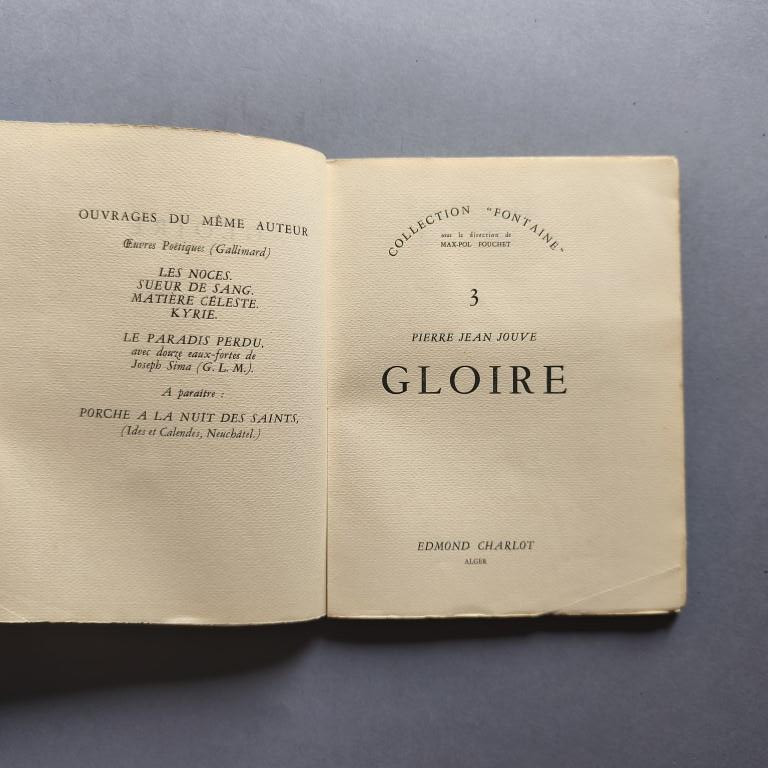 OUVRAGES DU MÊME AUTEUR
Œuvres Poëtiques (Gallimard)
LES NOCES.
SUEUR DE SANG.
MATIÈRE CÉLESTE.
KYRIE.
LE PARADIS PERDU,
avec douze eaux-fortes de
Joseph Sima (G. L. M.).
A paraître :
PORCHE A LA NUIT DES SAINTS,
(Ides et Calendes, Neuchâtel.)
COLLECTION "FONTAINE"
sous la direction de
MAX-POL FOUCHET
3
PIERRE JEAN JOUVE
GLOIRE
EDMOND CHARLOT
ALGER